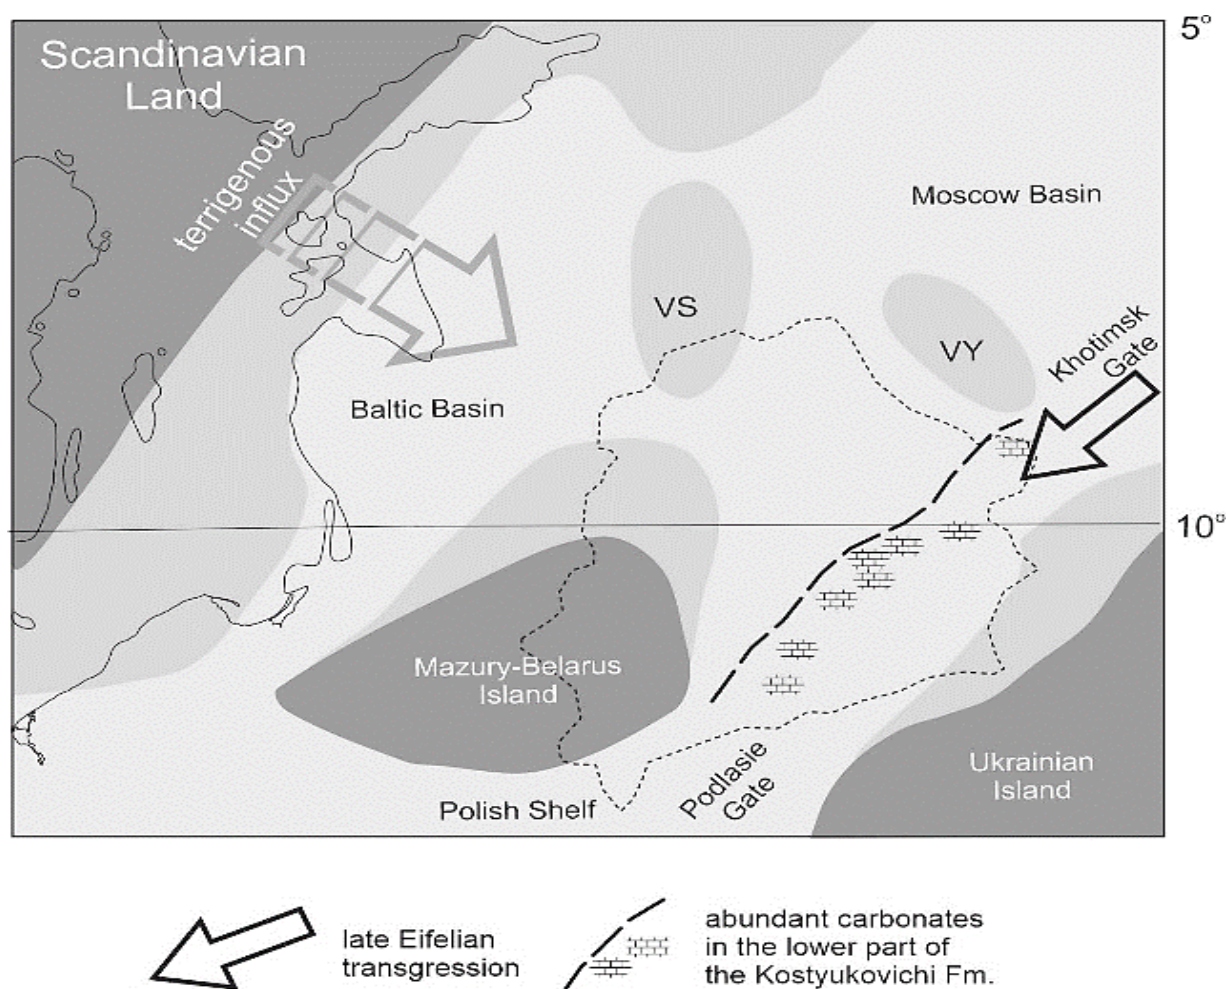 5°
Scandinavian
Land
terrigenous
influx
Moscow Basin
VS
VY
Khotimsk
Gate
Baltic Basin
10°
Mazury-Belarus
Island
Ukrainian
Island
Podlasie
Gate
Polish Shelf
late Eifelian
transgression
abundant carbonates
in the lower part of
the Kostyukovichi Fm.